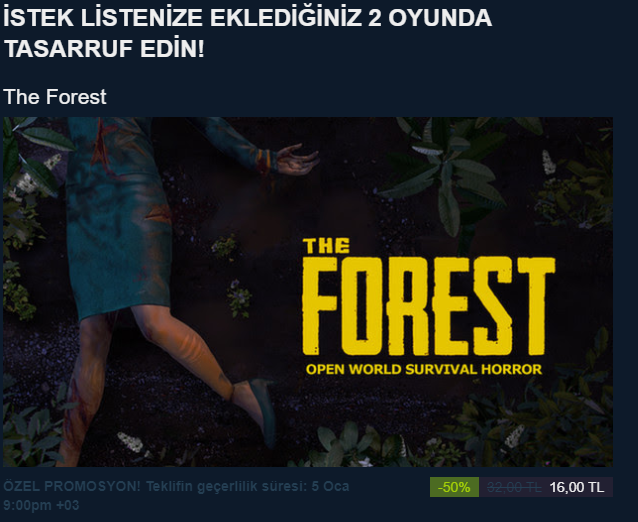 İSTEK LİSTENİZE EKLEDİĞİNİZ 2 OYUNDA
TASARRUF EDİN!
The Forest
THE
FOREST
OPEN WORLD SURVIVAL HORROR
ÖZEL PROMOSYON! Teklifin geçerlilik süresi: 5 Oca
9:00pm +03
-50% 32,00 TL 16,00 TL